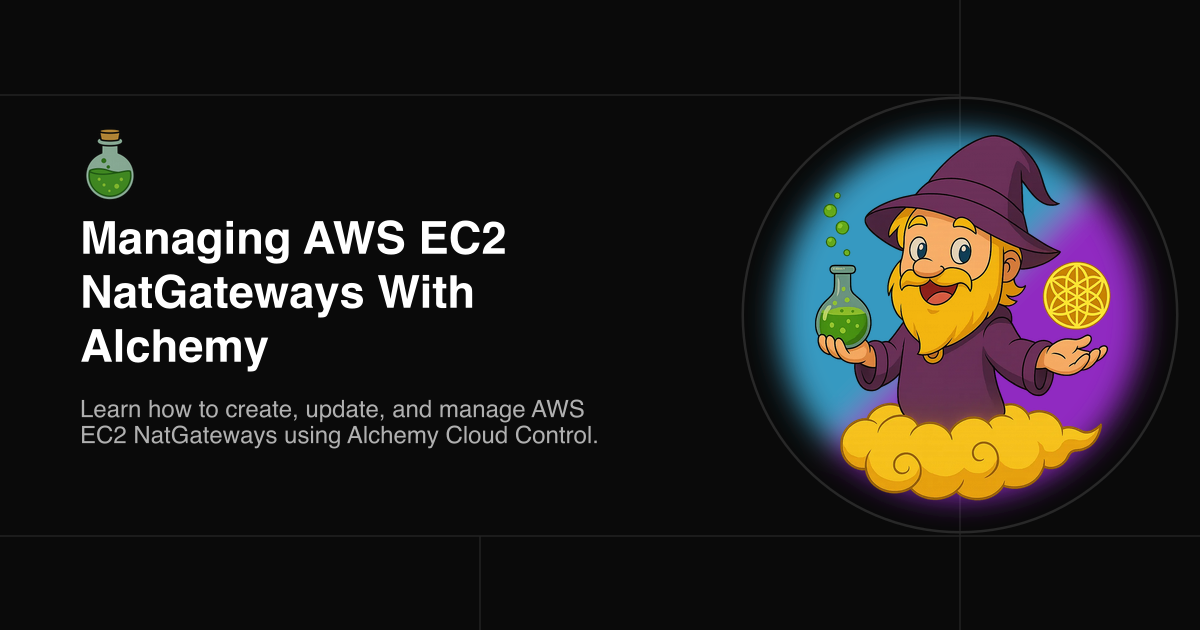 Managing AWS EC2
NatGateways With
Alchemy
Learn how to create, update, and manage AWS
EC2 NatGateways using Alchemy Cloud Control.